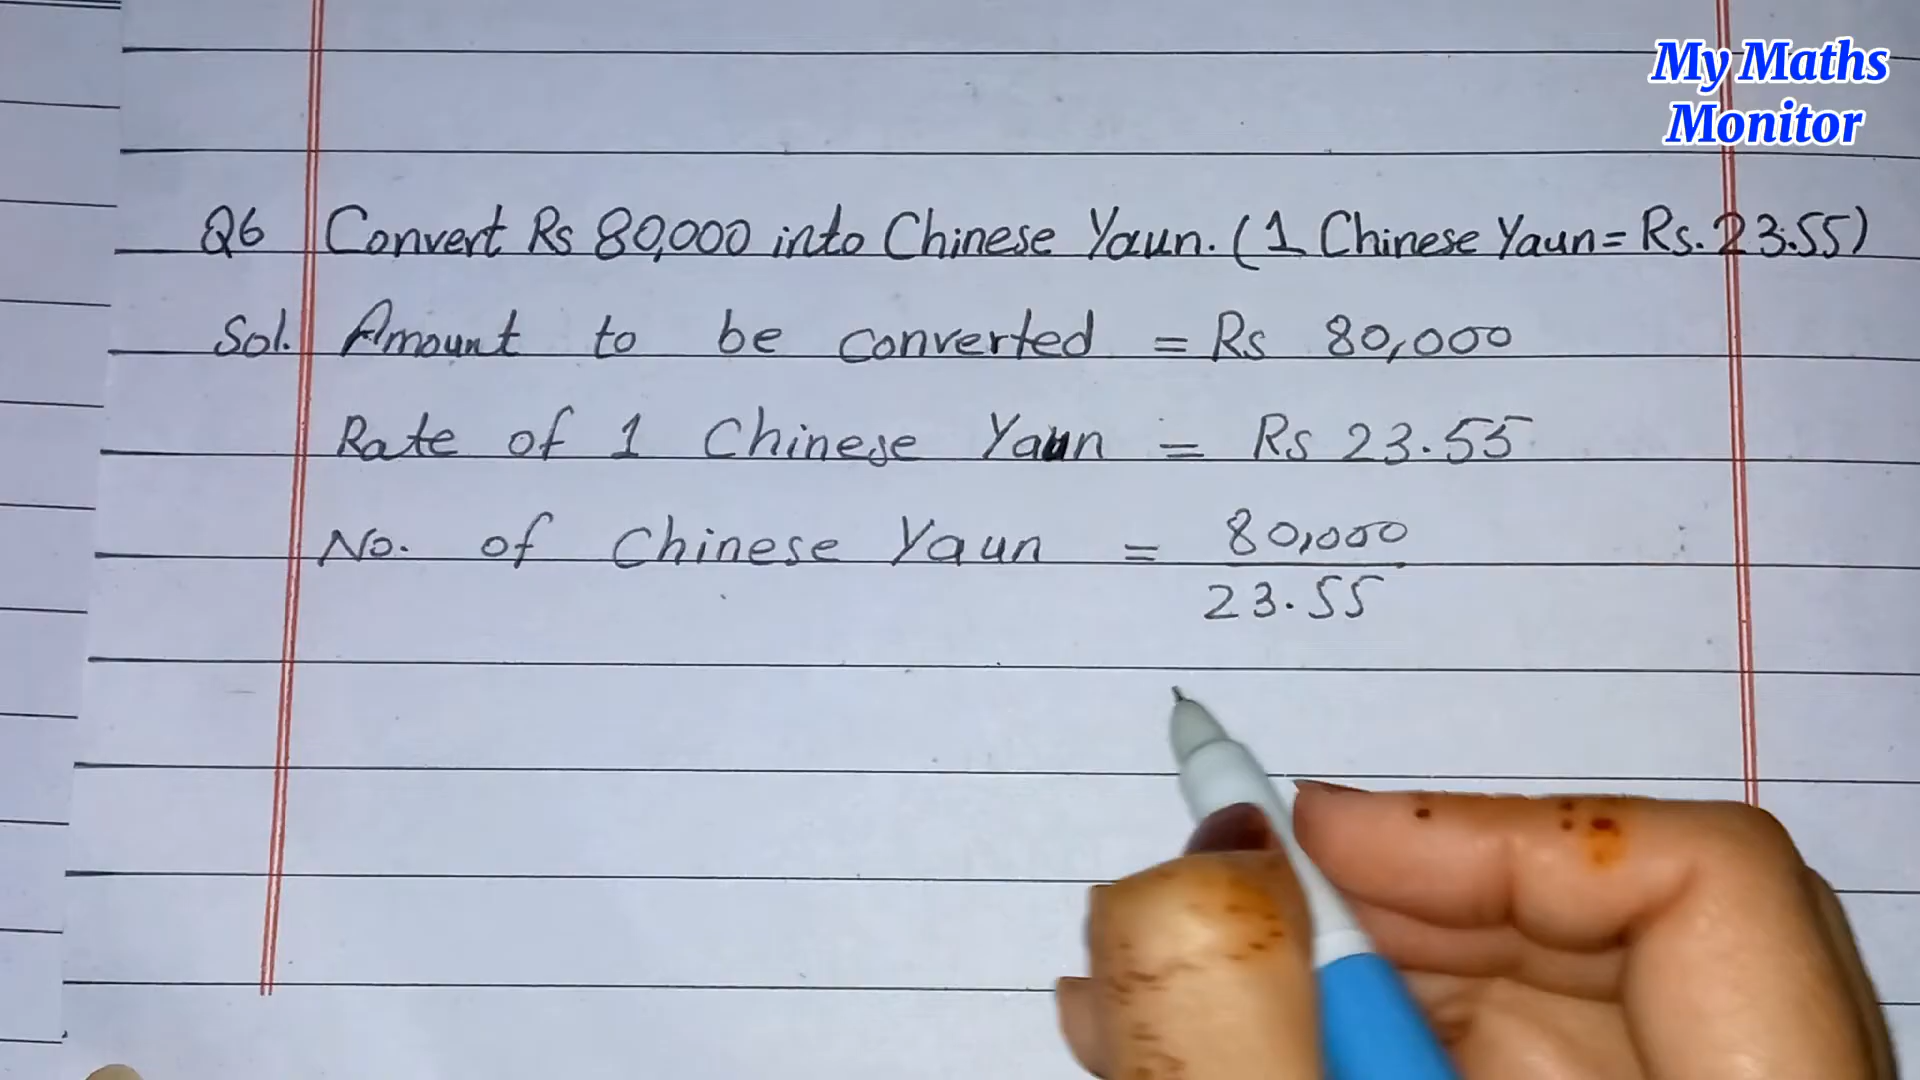 My Maths
Monitor
Q6 Convert Rs 80,000 into Chinese Yaun. (1 Chinese Yaun = Rs. 23.55)
Sol. Amount to be converted = Rs 80,000
Rate of 1 Chinese Yaun = Rs 23.55
No. of Chinese Yaun = 80,000
23.55